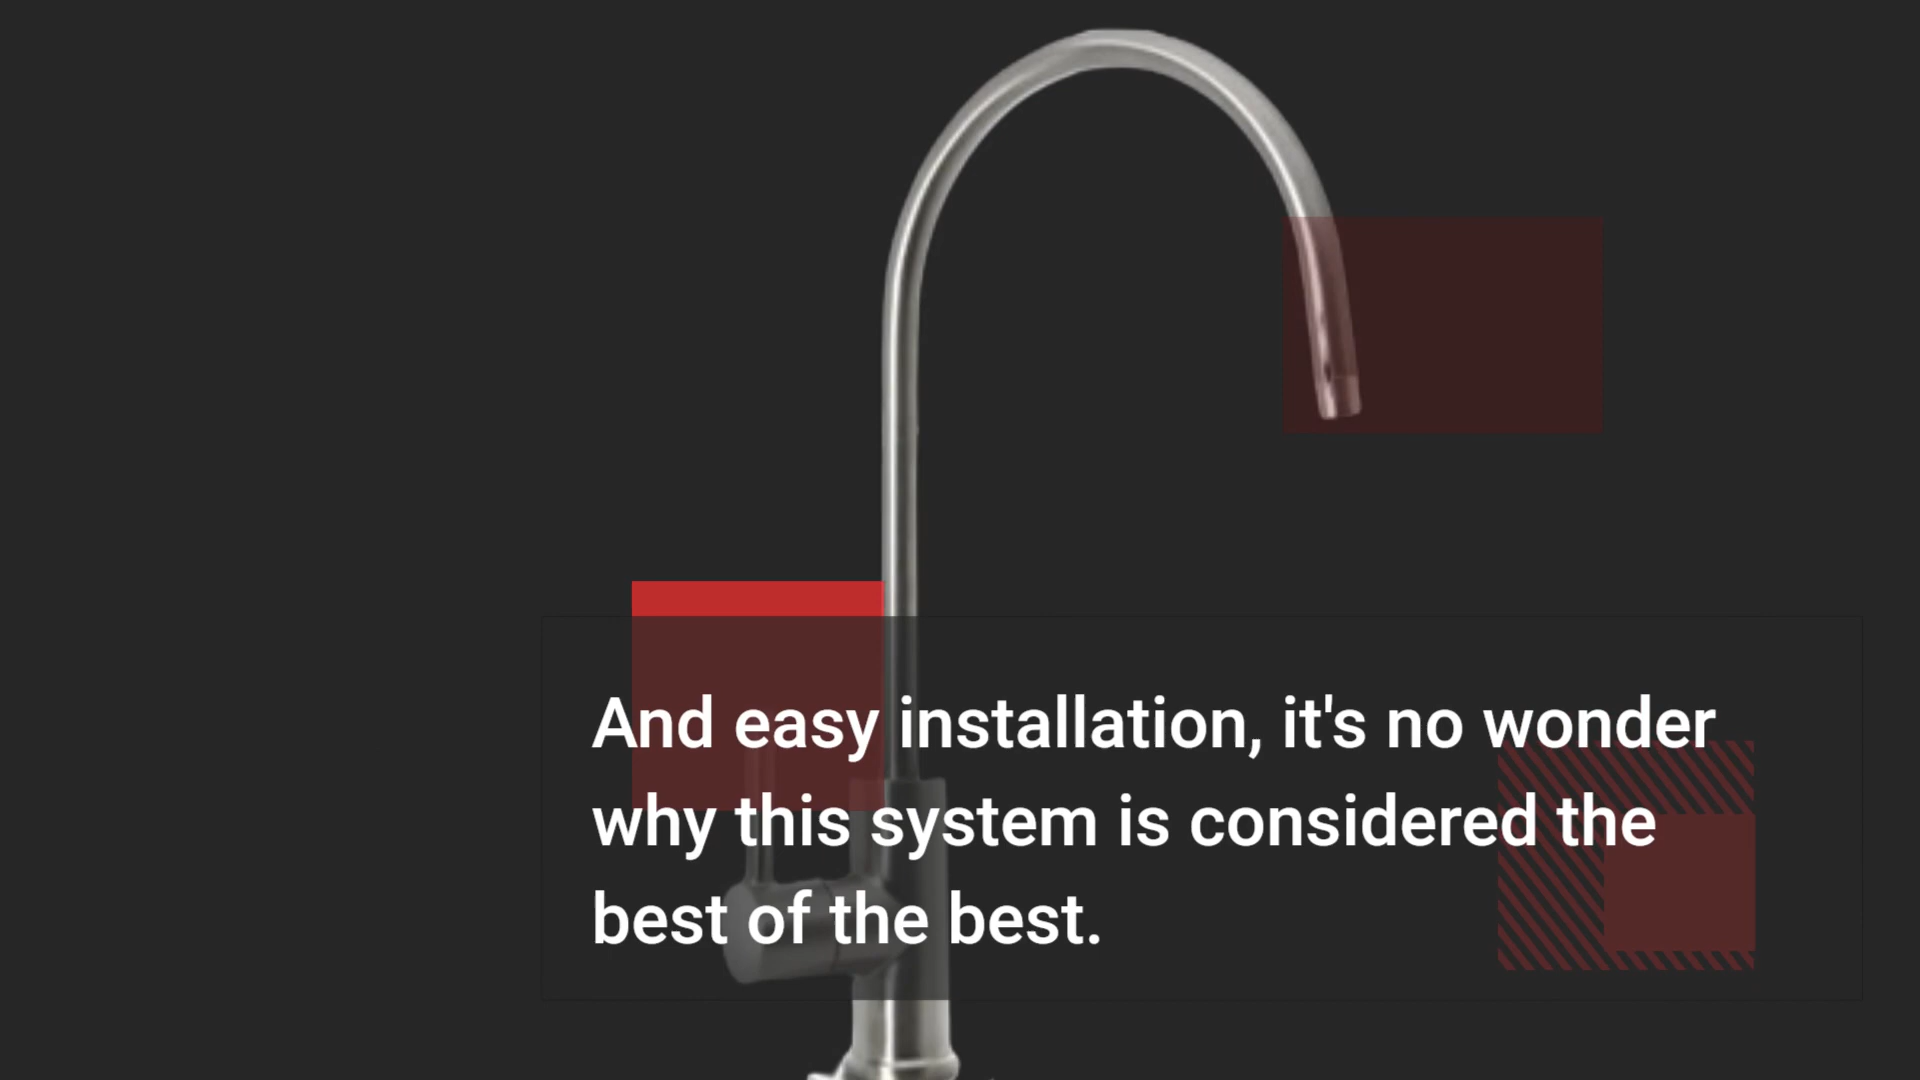 And easy installation, it's no wonder
why this system is considered the
best of the best.